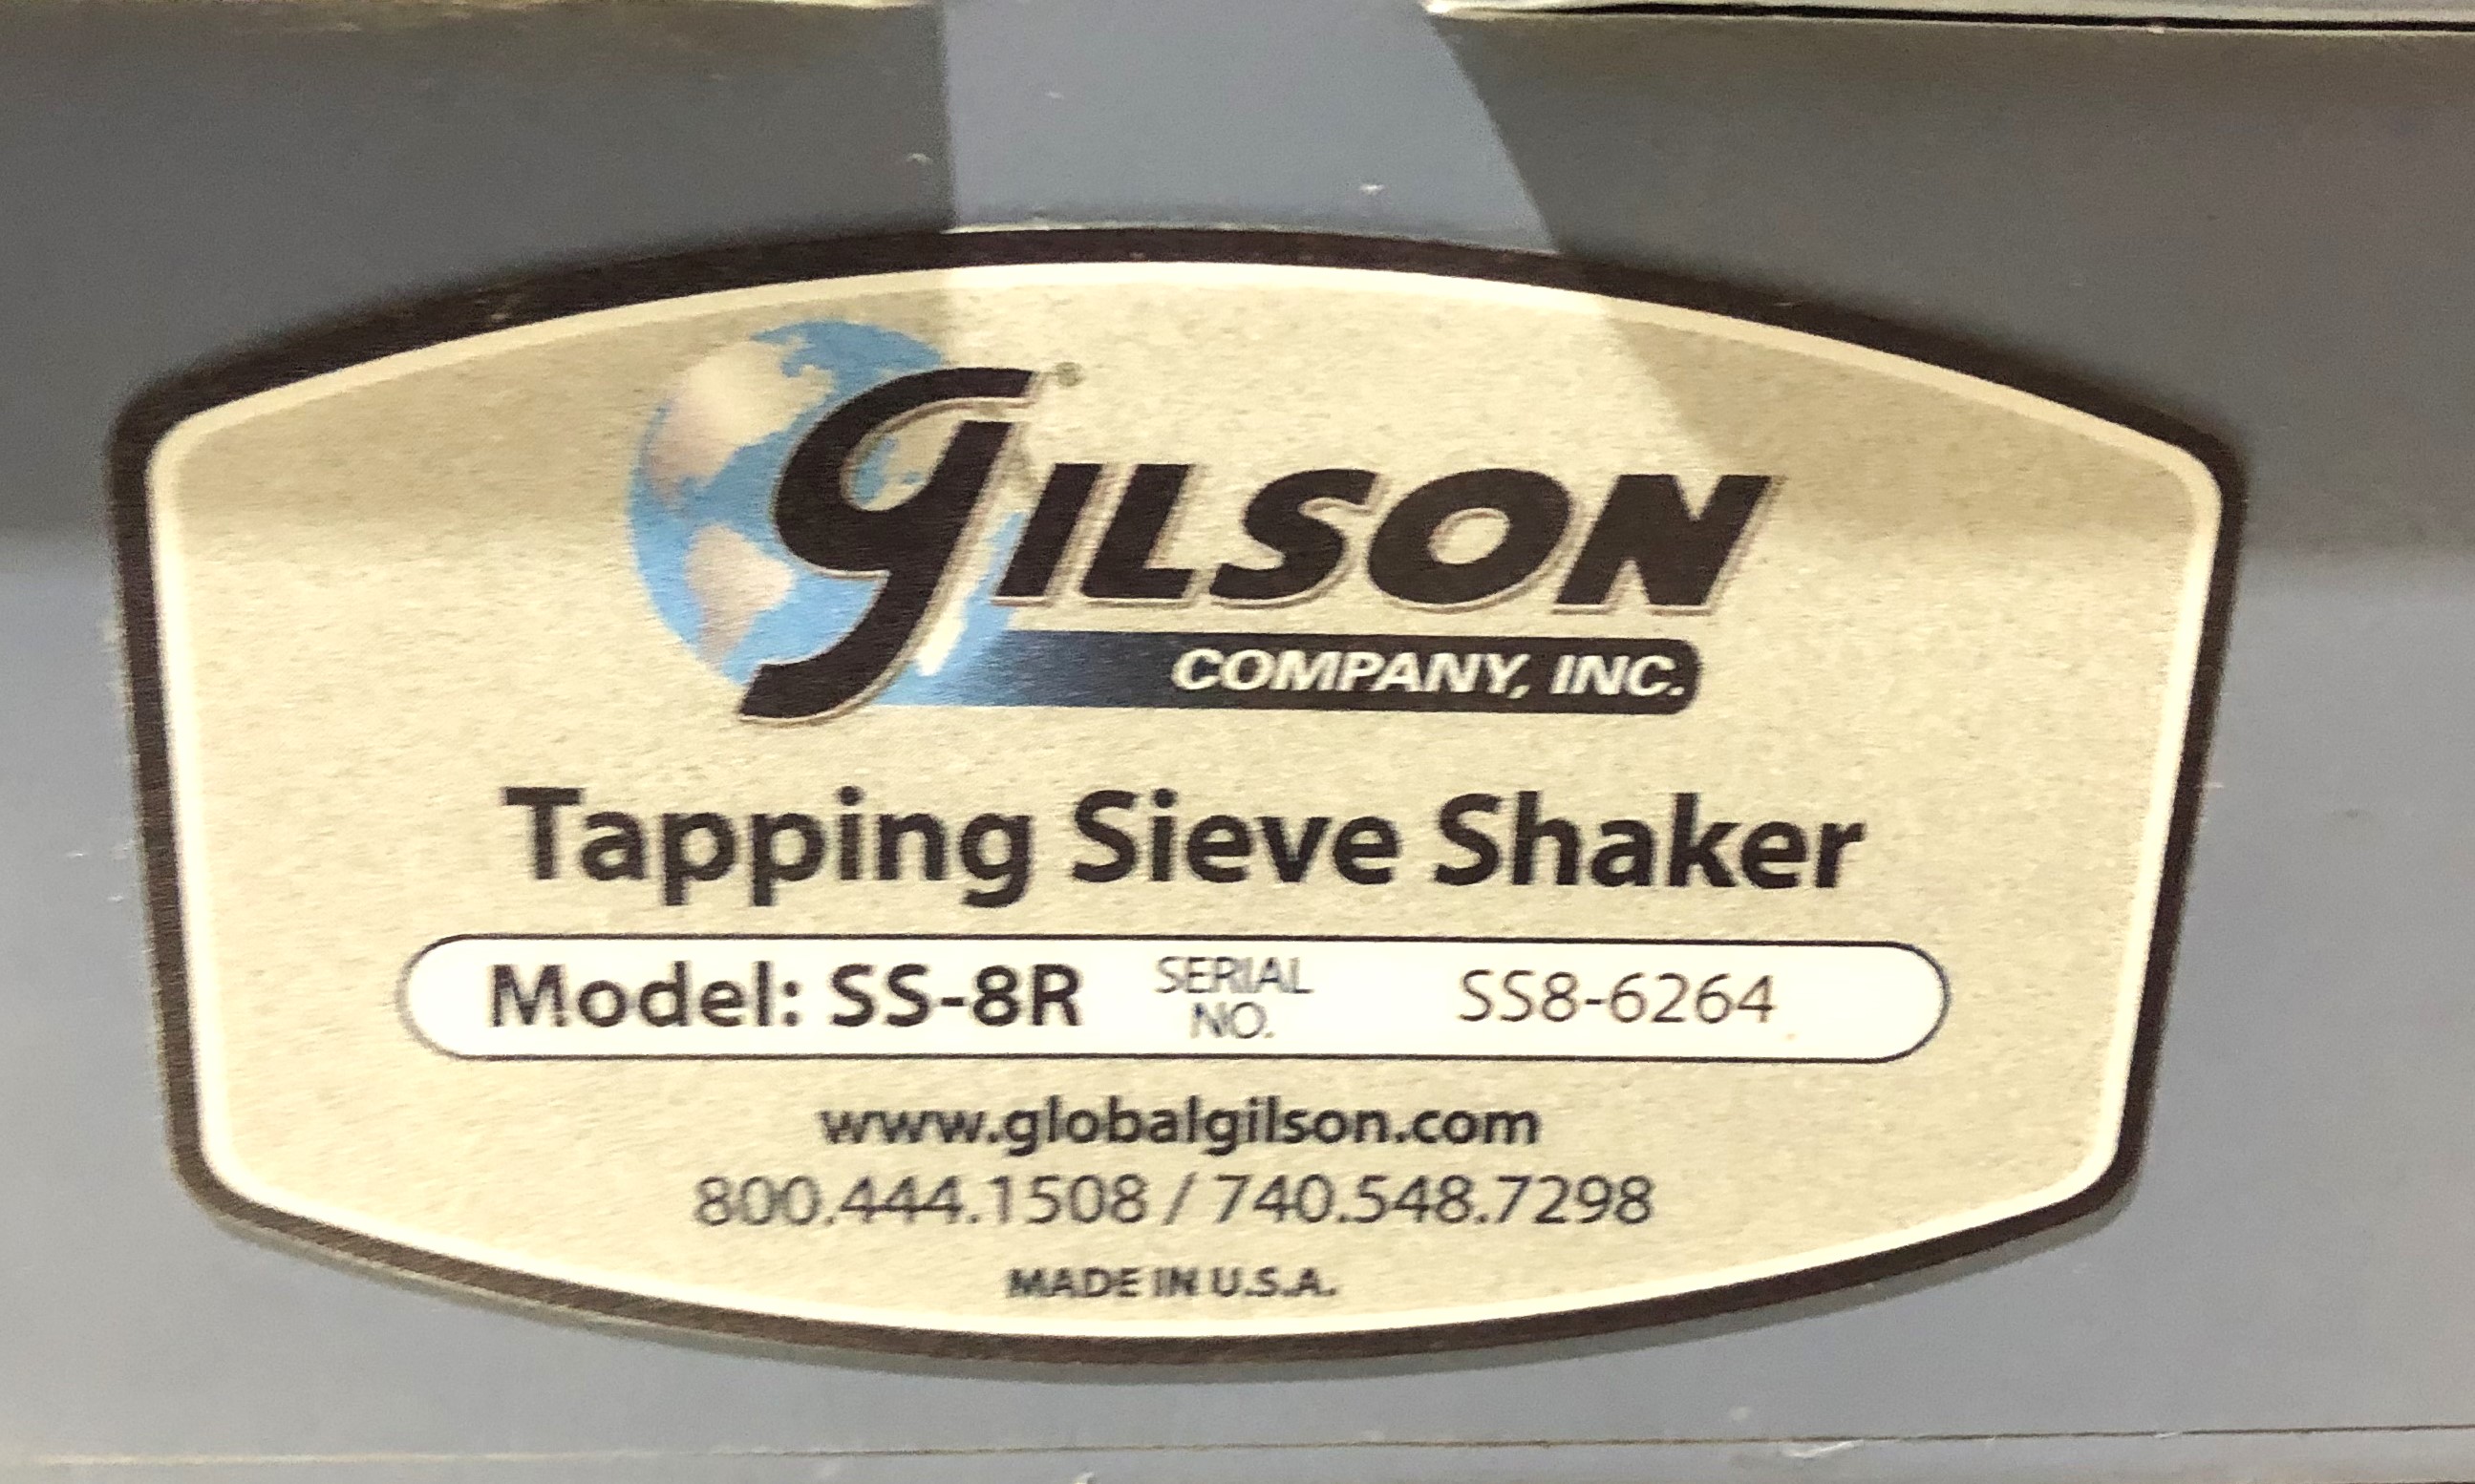 GILSON
COMPANY, INC.
Tapping Sieve Shaker
Model: SS-8R SERIAL NO. SS8-6264
www.globalgilson.com
800.444.1508 / 740.548.7298
MADE IN U.S.A.